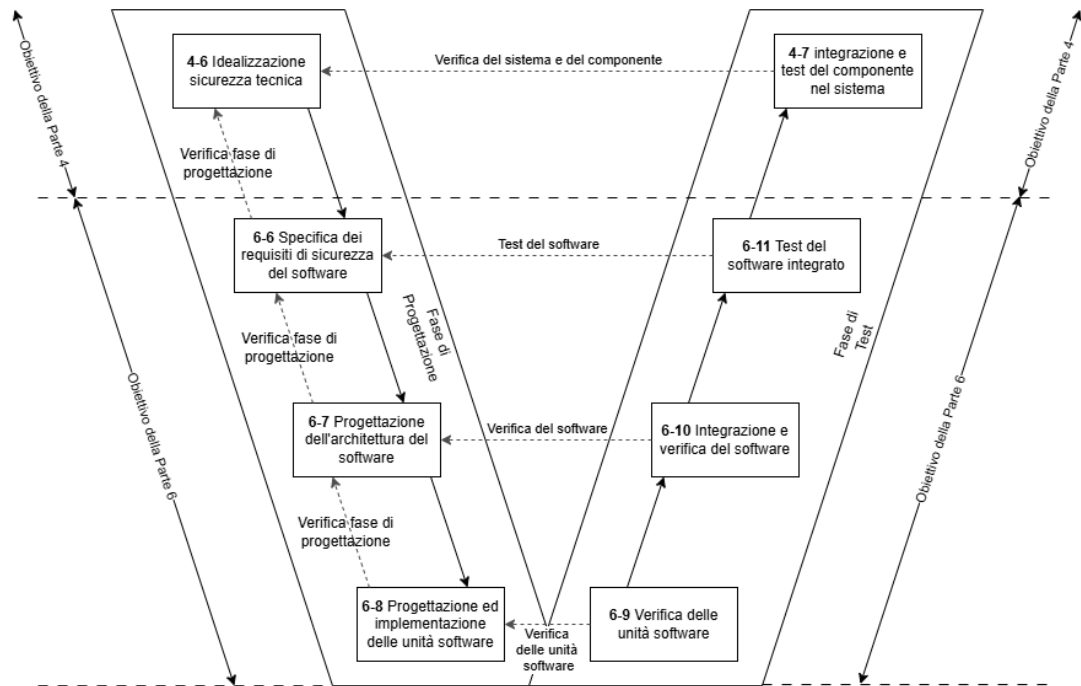 4-6 Idealizzazione
sicurezza tecnica
Verifica del sistema e del componente
4-7 integrazione e
test del componente
nel sistema
Obiettivo della Parte 4
Obiettivo della Parte 4
Verifica fase di
progettazione
6-6 Specifica dei
requisiti di sicurezza
del software
Test del software
6-11 Test del
software integrato
Fase di
Progettazione
Fase di
Test
Verifica fase di
progettazione
Obiettivo della Parte 6
Obiettivo della Parte 6
6-7 Progettazione
dell'architettura del
software
Verifica del software
6-10 Integrazione e
verifica del software
Verifica fase di
progettazione
6-8 Progettazione ed
implementazione
delle unità software
Verifica
delle unità
software
6-9 Verifica delle
unità software